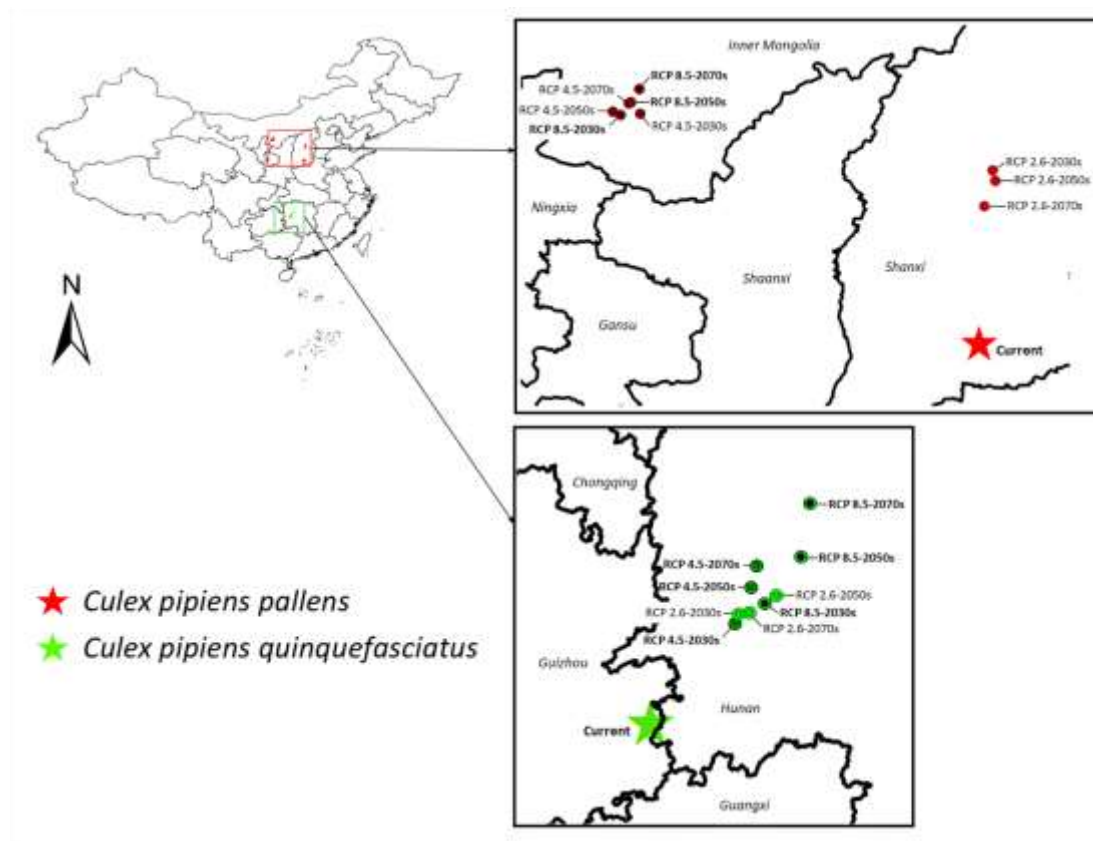 Inner Mongolia
RCP 8.5-2070s
RCP 4.5-2070s
RCP 8.5-2050s
RCP 4.5-2050s
RCP 8.5-2030s
RCP 4.5-2030s
RCP 2.6-2030s
RCP 2.6-2050s
RCP 2.6-2070s
Ningxia
Shanxi
Shaanxi
Gansu
Current
N
Chongqing
RCP 8.5-2070s
RCP 8.5-2050s
RCP 4.5-2070s
RCP 4.5-2050s
RCP 2.6-2050s
RCP 2.6-2030s
RCP 8.5-2030s
RCP 2.6-2070s
RCP 4.5-2030s
Guizhou
Hunan
Current
Guangxi
Culex pipiens pallens
Culex pipiens quinquefasciatus